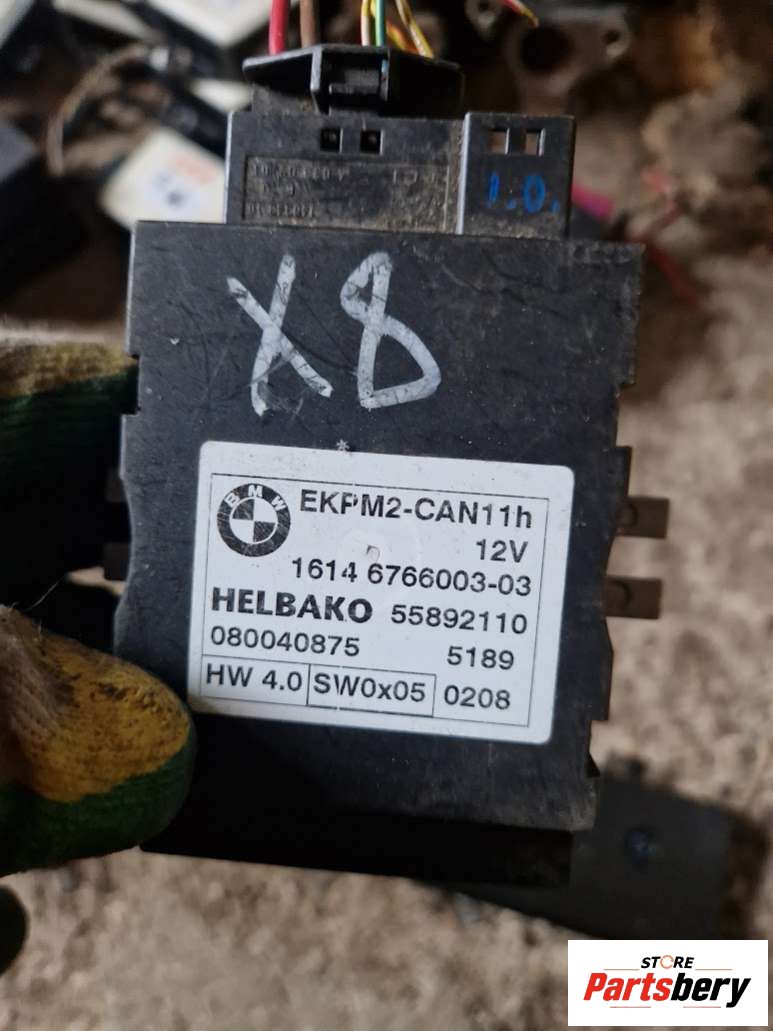 1.0.
X8
BMW
EKPM2-CAN11h
12V
1614 6766003-03
HELBAKO 55892110
080040875 5189
HW 4.0 SW0x05 0208
STORE
Partsbery